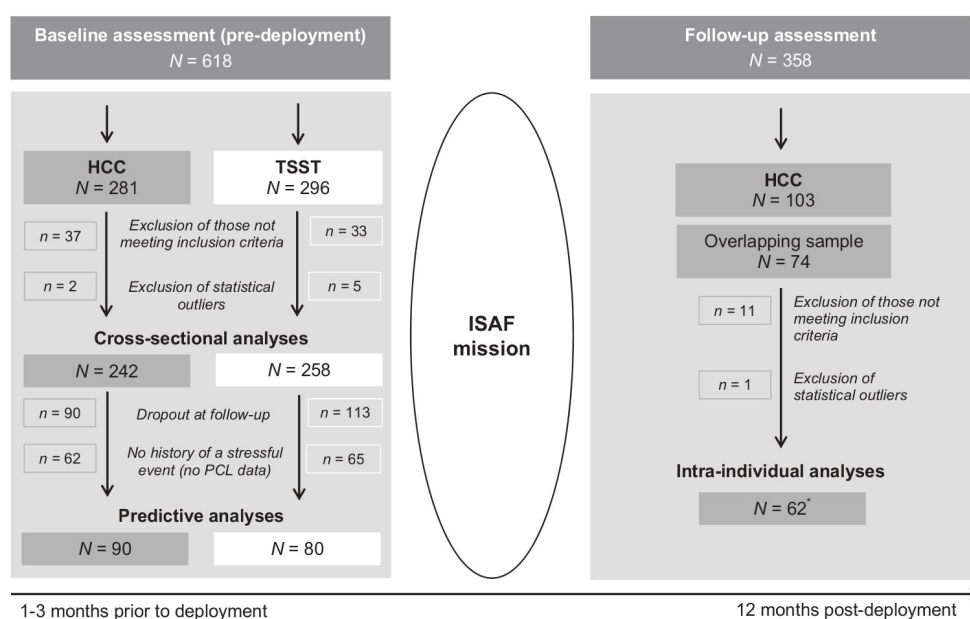 Baseline assessment (pre-deployment)
N = 618
HCC
N = 281
TSST
N = 296
n = 37
Exclusion of those not
meeting inclusion criteria
n = 33
n = 2
Exclusion of statistical
outliers
n = 5
Cross-sectional analyses
N = 242
N = 258
n = 90
Dropout at follow-up
n = 113
n = 62
No history of a stressful
event (no PCL data)
n = 65
Predictive analyses
N = 90
N = 80
ISAF
mission
Follow-up assessment
N = 358
HCC
N = 103
Overlapping sample
N = 74
n = 11
Exclusion of those not
meeting inclusion
criteria
n = 1
Exclusion of
statistical outliers
Intra-individual analyses
N = 62*
1-3 months prior to deployment
12 months post-deployment